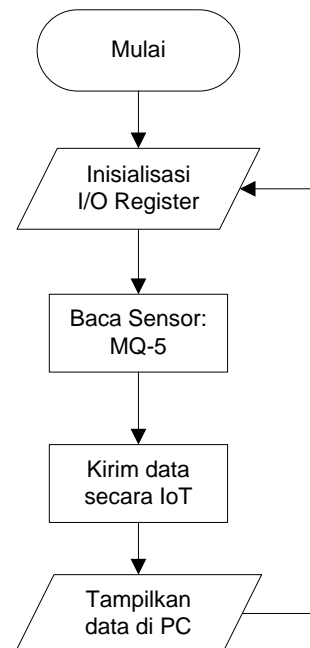 Mulai
Inisialisasi
I/O Register
Baca Sensor:
MQ-5
Kirim data
secara IoT
Tampilkan
data di PC